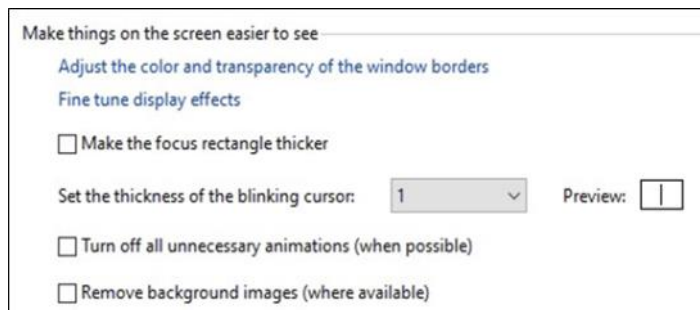 Make things on the screen easier to see
Adjust the color and transparency of the window borders
Fine tune display effects
Make the focus rectangle thicker
Set the thickness of the blinking cursor: 1 Preview:
Turn off all unnecessary animations (when possible)
Remove background images (where available)